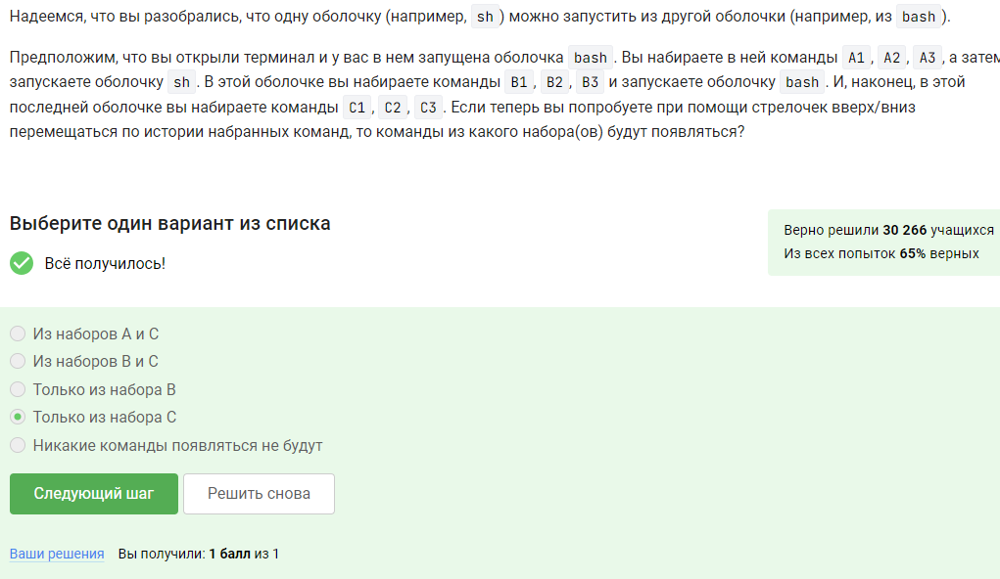 Надеемся, что вы разобрались, что одну оболочку (например, sh) можно запустить из другой оболочки (например, из bash).
Предположим, что вы открыли терминал и у вас в нем запущена оболочка bash. Вы набираете в ней команды A1, A2, A3, а затем
запускаете оболочку sh. В этой оболочке вы набираете команды B1, B2, B3 и запускаете оболочку bash. И, наконец, в этой
последней оболочке вы набираете команды C1, C2, C3. Если теперь вы попробуете при помощи стрелочек вверх/вниз
перемещаться по истории набранных команд, то команды из какого набора(ов) будут появляться?
Выберите один вариант из списка
Верно решили 30 266 учащихся
Всё получилось!
Из всех попыток 65% верных
Из наборов A и C
Из наборов B и C
Только из набора B
Только из набора C
Никакие команды появляться не будут
Следующий шаг
Решить снова
Ваши решения Вы получили: 1 балл из 1